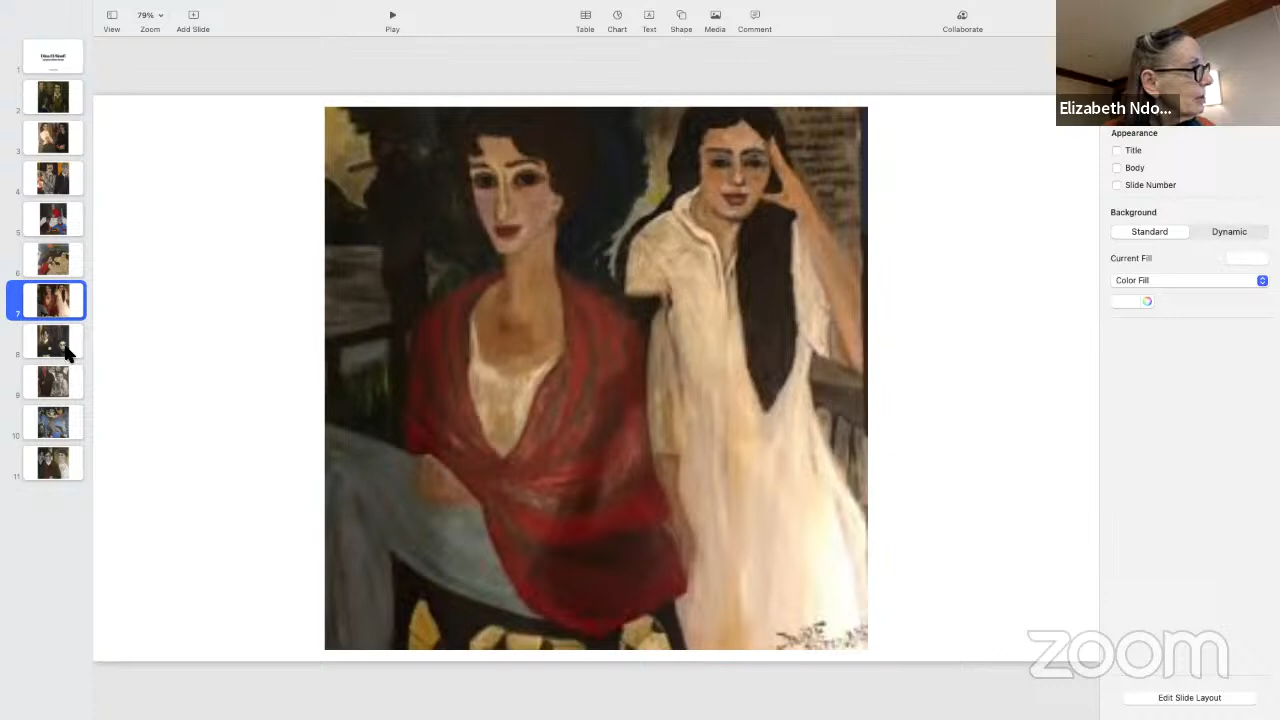 79%
View
Zoom
Add Slide
Play
Table
Chart
Text
Shape
Media
Comment
Collaborate
Elizabeth Ndo...
Appearance
Title
Body
Slide Number
Background
Standard
Dynamic
Current Fill
Color Fill
1
2
3
4
5
6
7
8
9
10
11
zoom
Edit Slide Layout